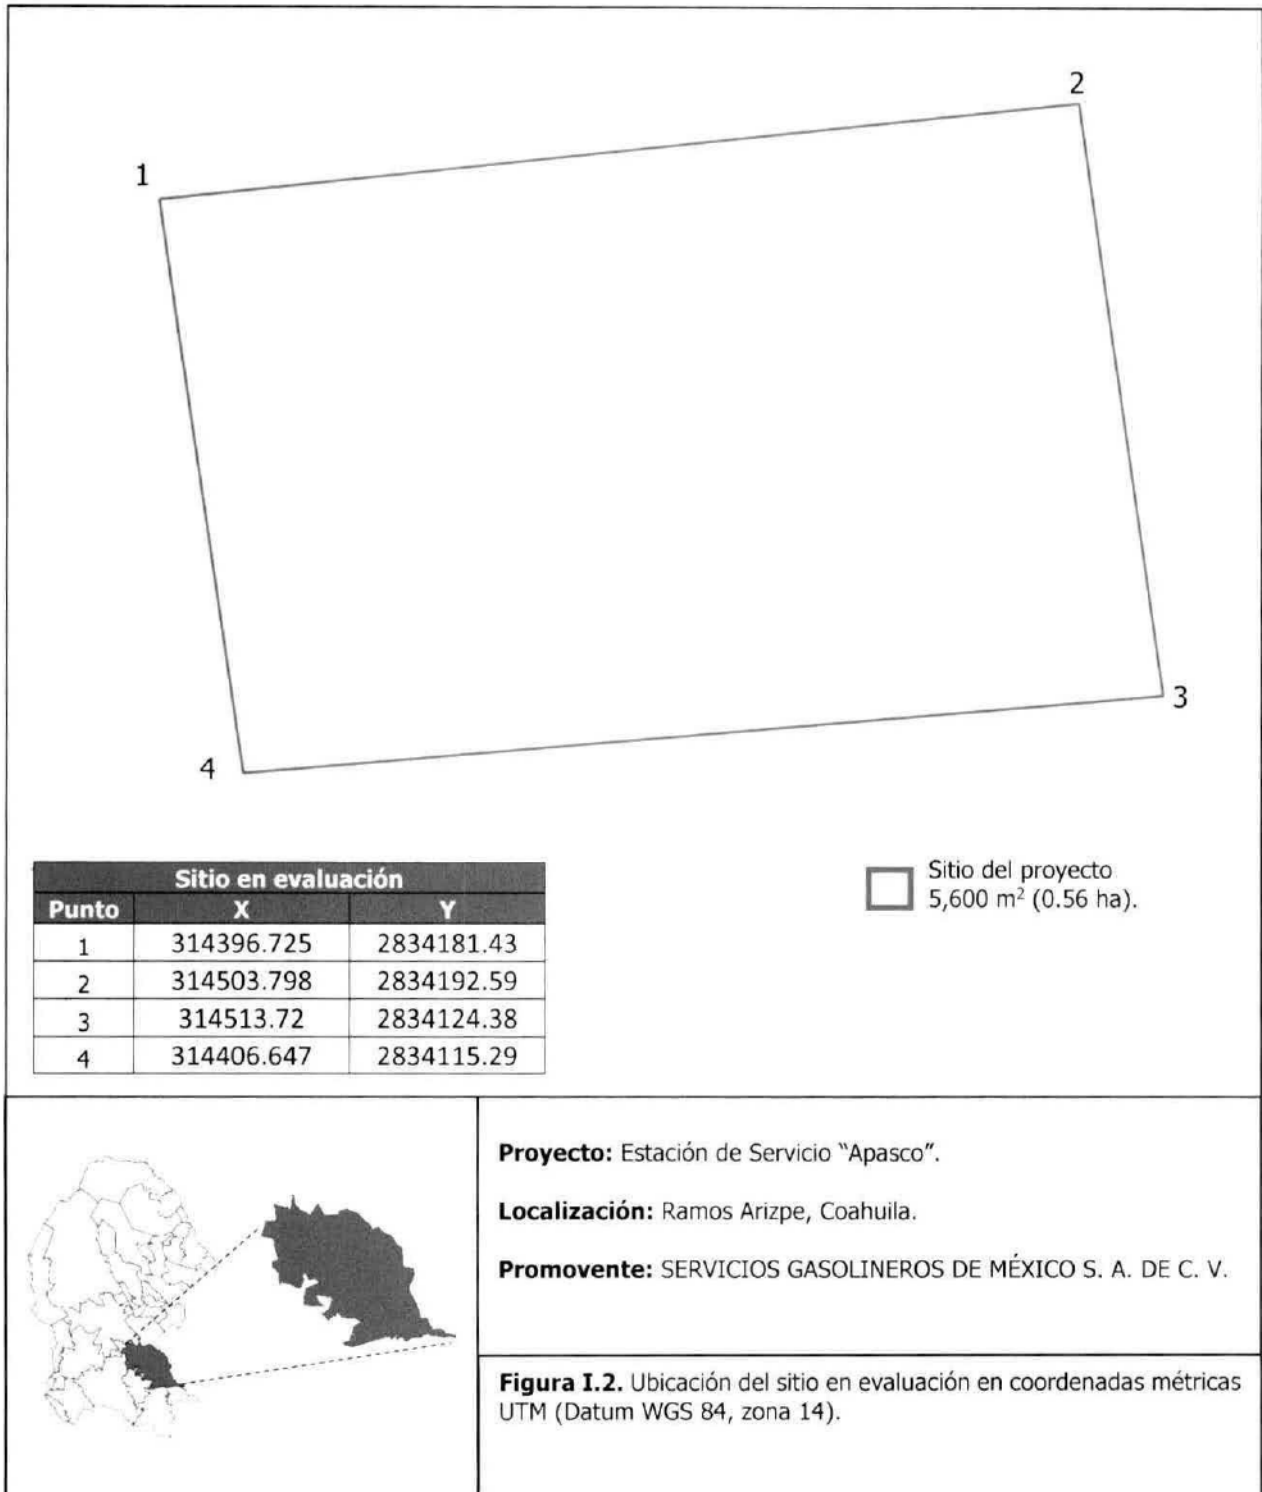 2
1
3
4
Sitio en evaluación
Punto X Y
1 314396.725 2834181.43
2 314503.798 2834192.59
3 314513.72 2834124.38
4 314406.647 2834115.29
Sitio del proyecto
5,600 m² (0.56 ha).
Proyecto: Estación de Servicio "Apasco".
Localización: Ramos Arizpe, Coahuila.
Promovente: SERVICIOS GASOLINEROS DE MÉXICO S. A. DE C. V.
Figura I.2. Ubicación del sitio en evaluación en coordenadas métricas
UTM (Datum WGS 84, zona 14).